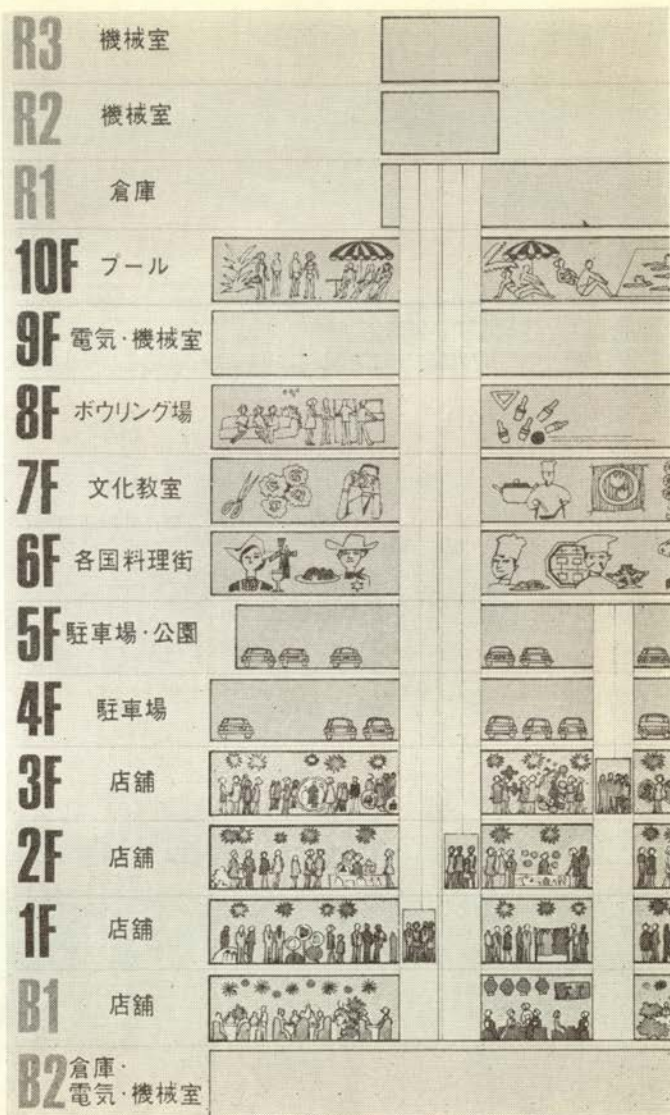 R3 機械室
R2 機械室
R1 倉庫
10F プール
9F 電気・機械室
8F ボウリング場
7F 文化教室
6F 各国料理街
5F 駐車場・公園
4F 駐車場
3F 店舗
2F 店舗
1F 店舗
B1 店舗
B2 倉庫・
電気・機械室